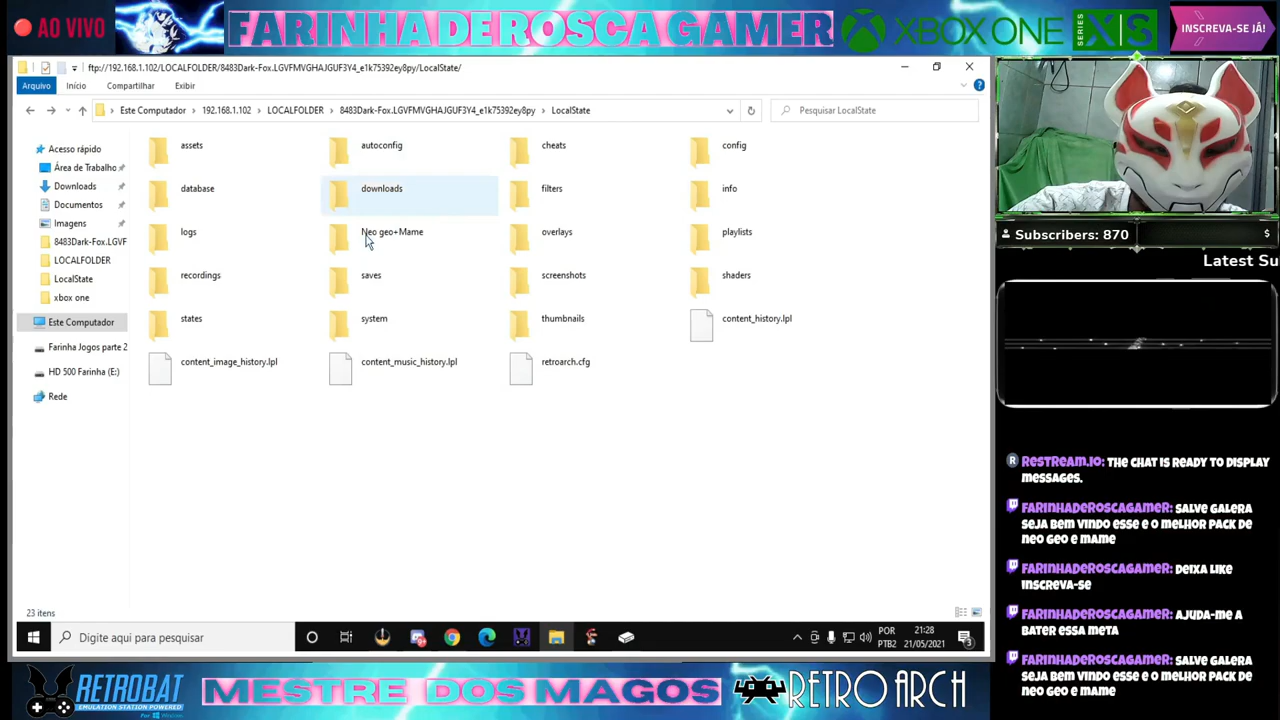 AO VIVO
FARINHA DE ROSCA GAMER
XBOX ONE SERIES X|S
INSCREVA-SE JÁ!
ftp://192.168.1.102/LOCALFOLDER/8483Dark-Fox.LGVFMVGHAJGUF3Y4_e1k75392ey8py/LocalState/
Arquivo Início Compartilhar Exibir
Este Computador > 192.168.1.102 > LOCALFOLDER > 8483Dark-Fox.LGVFMVGHAJGUF3Y4_e1k75392ey8py > LocalState
Pesquisar LocalState
Acesso rápido
Área de Trabalho
Downloads
Documentos
Imagens
8483Dark-Fox.LGVF
LOCALFOLDER
LocalState
xbox one
Este Computador
Farinha Jogos parte 2
HD 500 Farinha (E:)
Rede
assets autoconfig cheats config
database downloads filters info
logs Neo geo+Mame overlays playlists
recordings saves screenshots shaders
states system thumbnails content_history.lpl
content_image_history.lpl content_music_history.lpl retroarch.cfg
23 itens
Digite aqui para pesquisar
POR
PTB2
21:28
21/05/2021
3
Subscribers: 870 $
Latest Su
R Restream.io: The chat is ready to display
messages.
farinhaderoscagamer: salve galera
seja bem vindo esse e o melhor pack de
neo geo e mame
farinhaderoscagamer: deixa like
inscreva-se
farinhaderoscagamer: ajuda-me a
bater essa meta
farinhaderoscagamer: salve galera
seja bem vindo esse e o melhor pack de
neo geo e mame
RETROBAT
EMULATION STATION POWERED
For Windows
MESTRE DOS MAGOS
RETROARCH